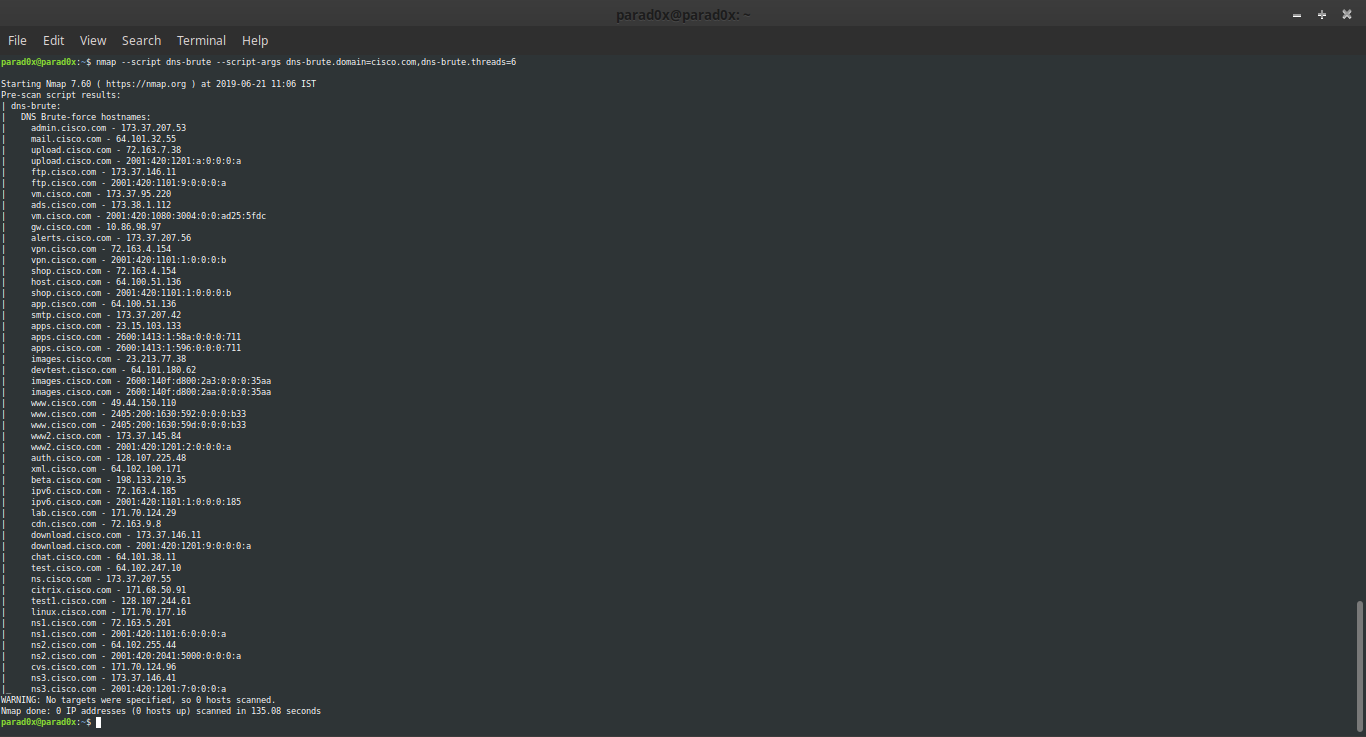 parad0x@parad0x: ~
File Edit View Search Terminal Help
parad0x@parad0x:~$ nmap --script dns-brute --script-args dns-brute.domain=cisco.com,dns-brute.threads=6
Starting Nmap 7.60 ( https://nmap.org ) at 2019-06-21 11:06 IST
Pre-scan script results:
| dns-brute:
|   DNS Brute-force hostnames:
|     admin.cisco.com - 173.37.207.53
|     mail.cisco.com - 64.101.32.55
|     upload.cisco.com - 72.163.7.38
|     upload.cisco.com - 2001:420:1201:a:0:0:0:a
|     ftp.cisco.com - 173.37.146.11
|     ftp.cisco.com - 2001:420:1101:9:0:0:0:a
|     vm.cisco.com - 173.37.95.220
|     ads.cisco.com - 173.38.1.112
|     vm.cisco.com - 2001:420:1080:3004:0:0:ad25:5fdc
|     gw.cisco.com - 10.86.98.97
|     alerts.cisco.com - 173.37.207.56
|     vpn.cisco.com - 72.163.4.154
|     vpn.cisco.com - 2001:420:1101:1:0:0:0:b
|     shop.cisco.com - 72.163.4.154
|     host.cisco.com - 64.100.51.136
|     shop.cisco.com - 2001:420:1101:1:0:0:0:b
|     app.cisco.com - 64.100.51.136
|     smtp.cisco.com - 173.37.207.42
|     apps.cisco.com - 23.15.103.133
|     apps.cisco.com - 2600:1413:1:58a:0:0:0:711
|     apps.cisco.com - 2600:1413:1:596:0:0:0:711
|     images.cisco.com - 23.213.77.38
|     devtest.cisco.com - 64.101.180.62
|     images.cisco.com - 2600:140f:d800:2a3:0:0:0:35aa
|     images.cisco.com - 2600:140f:d800:2aa:0:0:0:35aa
|     www.cisco.com - 49.44.150.110
|     www.cisco.com - 2405:200:1630:592:0:0:0:b33
|     www.cisco.com - 2405:200:1630:59d:0:0:0:b33
|     www2.cisco.com - 173.37.145.84
|     www2.cisco.com - 2001:420:1201:2:0:0:0:a
|     auth.cisco.com - 128.107.225.48
|     xml.cisco.com - 64.102.100.171
|     beta.cisco.com - 198.133.219.35
|     ipv6.cisco.com - 72.163.4.185
|     ipv6.cisco.com - 2001:420:1101:1:0:0:0:185
|     lab.cisco.com - 171.70.124.29
|     cdn.cisco.com - 72.163.9.8
|     download.cisco.com - 173.37.146.11
|     download.cisco.com - 2001:420:1201:9:0:0:0:a
|     chat.cisco.com - 64.101.38.11
|     test.cisco.com - 64.102.247.10
|     ns.cisco.com - 173.37.207.55
|     citrix.cisco.com - 171.68.50.91
|     test1.cisco.com - 128.107.244.61
|     linux.cisco.com - 171.70.177.16
|     ns1.cisco.com - 72.163.5.201
|     ns1.cisco.com - 2001:420:1101:6:0:0:0:a
|     ns2.cisco.com - 64.102.255.44
|     ns2.cisco.com - 2001:420:2041:5000:0:0:0:a
|     cvs.cisco.com - 171.70.124.96
|     ns3.cisco.com - 173.37.146.41
|_    ns3.cisco.com - 2001:420:1201:7:0:0:0:a
WARNING: No targets were specified, so 0 hosts scanned.
Nmap done: 0 IP addresses (0 hosts up) scanned in 135.08 seconds
parad0x@parad0x:~$